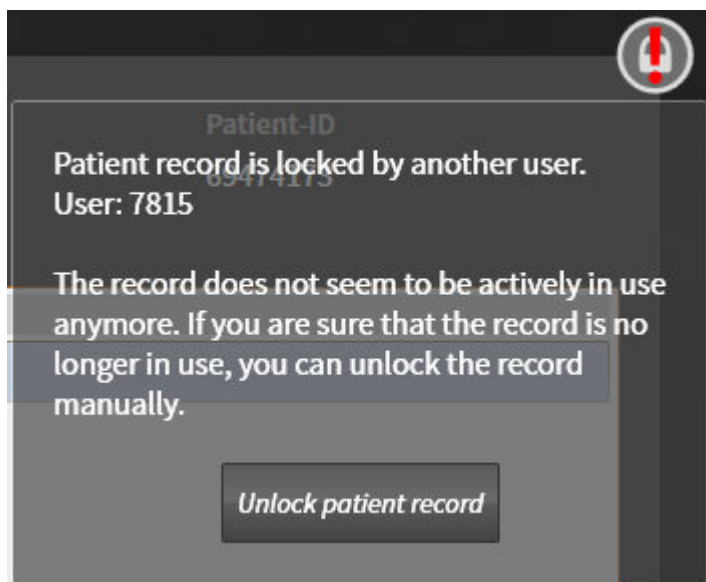 Patient-ID
Patient record is locked by another user.
69474173
User: 7815
The record does not seem to be actively in use
anymore. If you are sure that the record is no
longer in use, you can unlock the record
manually.
Unlock patient record